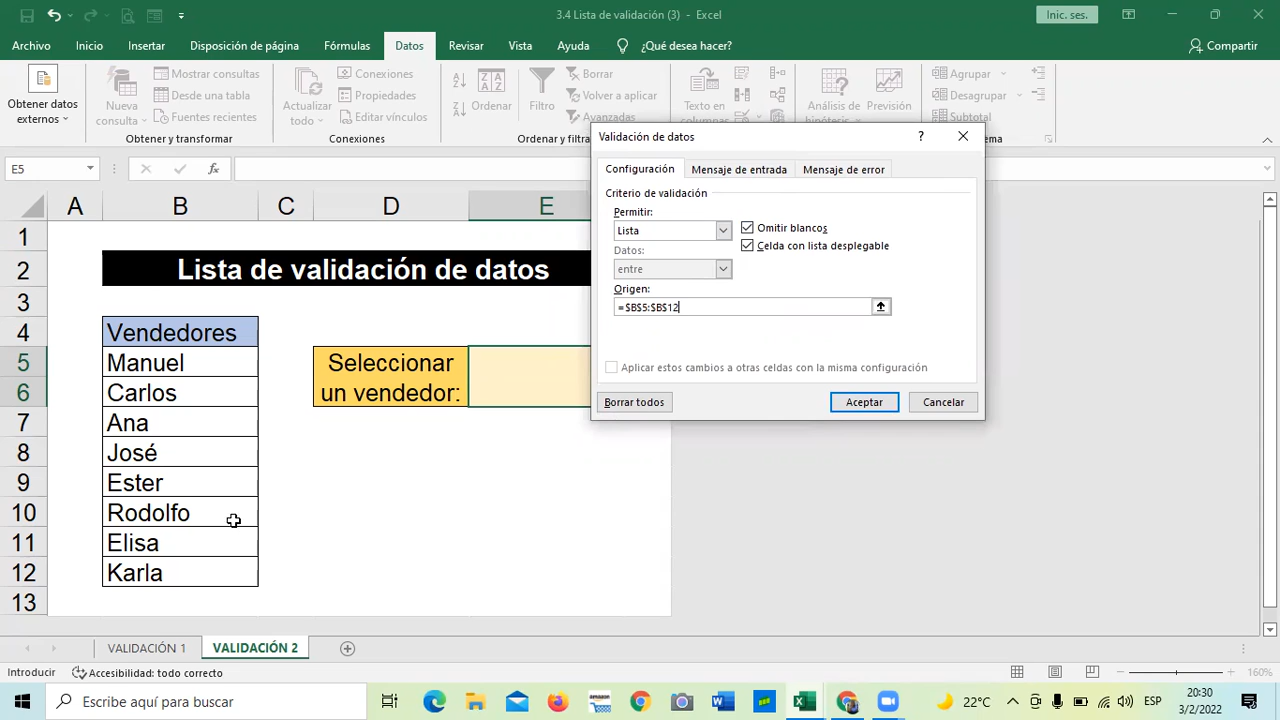 3.4 Lista de validación (3) - Excel
Inic. ses.
Archivo Inicio Insertar Disposición de página Fórmulas Datos Revisar Vista Ayuda ¿Qué desea hacer? Compartir
Obtener datos externos
Nueva consulta
Mostrar consultas
Desde una tabla
Fuentes recientes
Obtener y transformar
Actualizar todo
Conexiones
Propiedades
Editar vínculos
Conexiones
Ordenar
Filtro
Borrar
Volver a aplicar
Avanzadas
Ordenar y filtra
Texto en columnas
Análisis de hipótesis
Previsión
Agrupar
Desagrupar
Subtotal
E5
fx
A B C D E
1
2 Lista de validación de datos
3
4 Vendedores
5 Manuel
6 Carlos
7 Ana
8 José
9 Ester
10 Rodolfo
11 Elisa
12 Karla
13
Seleccionar
un vendedor:
Validación de datos
?
Configuración Mensaje de entrada Mensaje de error
Criterio de validación
Permitir:
Lista
Omitir blancos
Celda con lista desplegable
Datos:
entre
Origen:
=$B$5:$B$12
Aplicar estos cambios a otras celdas con la misma configuración
Borrar todos Aceptar Cancelar
VALIDACIÓN 1 VALIDACIÓN 2
Introducir Accesibilidad: todo correcto 160%
Escribe aquí para buscar
22°C
ESP
20:30
3/2/2022